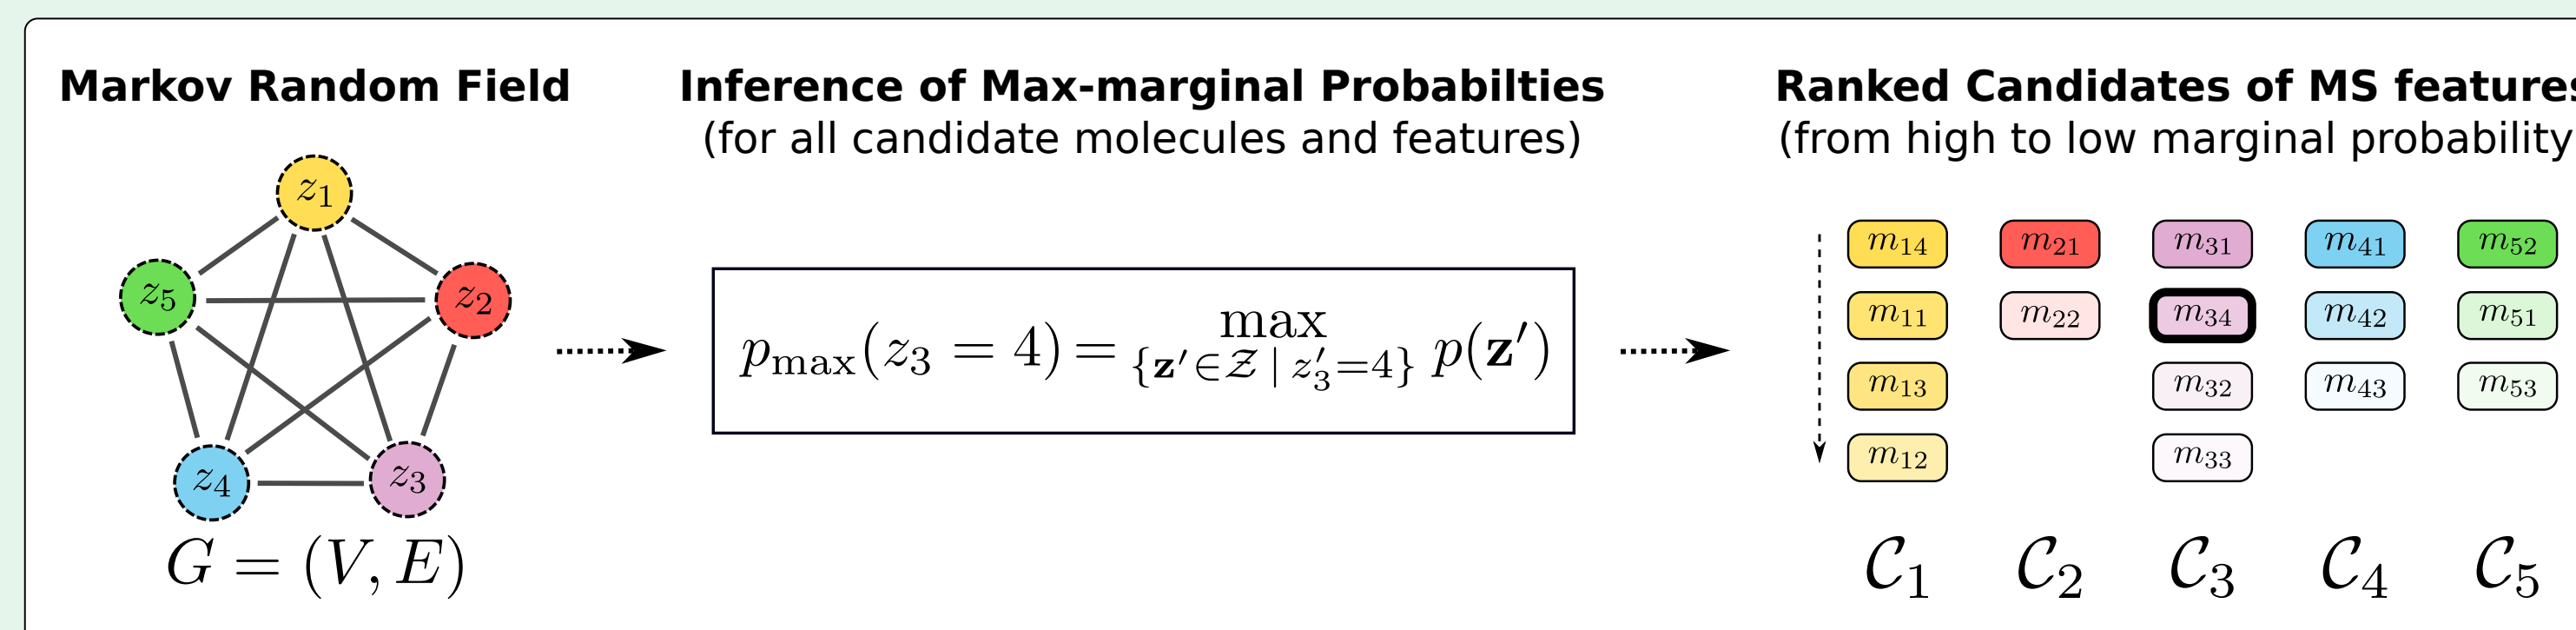 Markov Random Field
z₁
z₅
z₂
z₄
z₃
G = (V, E)
Inference of Max-marginal Probabilties
(for all candidate molecules and features)
p_max(z₃ = 4) = max_{z′∈𝒵 | z′₃=4} p(z′)
Ranked Candidates of MS features
(from high to low marginal probability
m₁₄ m₂₁ m₃₁ m₄₁ m₅₂
m₁₁ m₂₂ m₃₄ m₄₂ m₅₁
m₁₃ m₃₂ m₄₃ m₅₃
m₁₂ m₃₃
𝒞₁ 𝒞₂ 𝒞₃ 𝒞₄ 𝒞₅